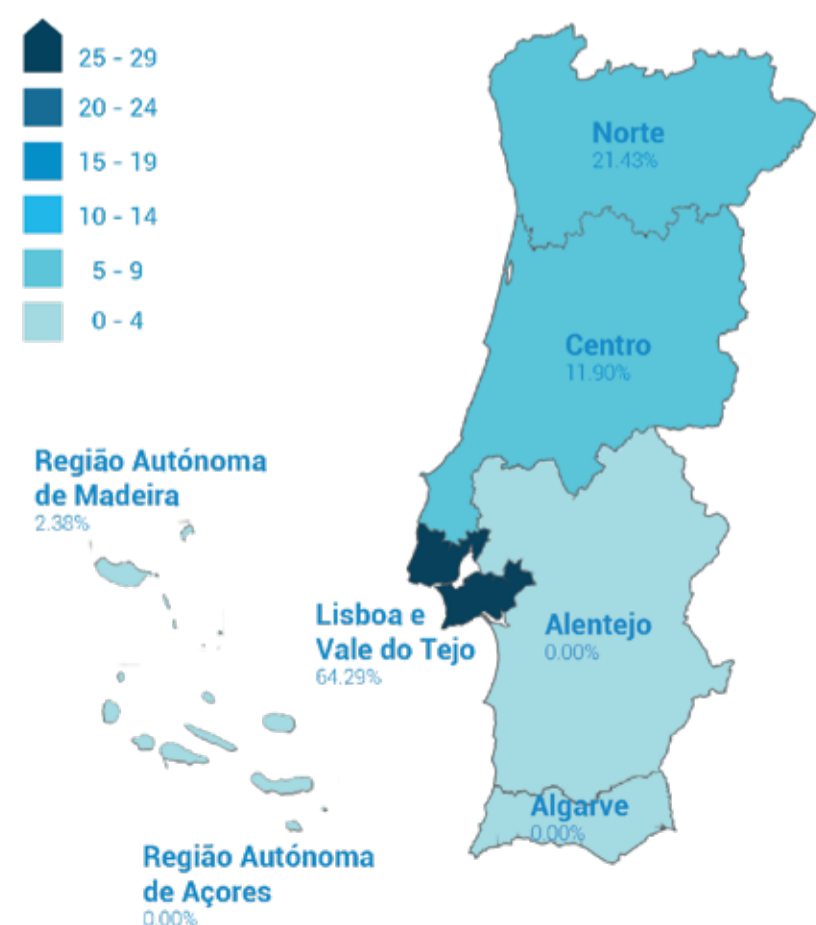 25 - 29
20 - 24
15 - 19
10 - 14
5 - 9
0 - 4
Norte
21.43%
Centro
11.90%
Região Autónoma
de Madeira
2.38%
Lisboa e
Vale do Tejo
64.29%
Alentejo
0.00%
Algarve
0.00%
Região Autónoma
de Açores
0.00%